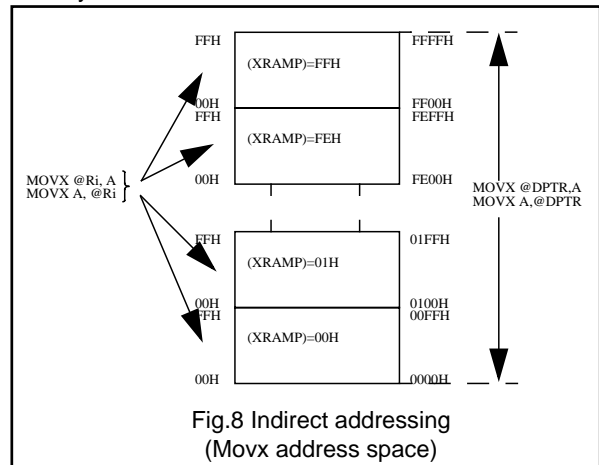 FFH FFFFH
(XRAMP)=FFH
00H FF00H
FFH FEFFH
(XRAMP)=FEH
00H FE00H
MOVX @Ri, A
MOVX A, @Ri
MOVX @DPTR,A
MOVX A,@DPTR
FFH 01FFH
(XRAMP)=01H
00H 0100H
FFH 00FFH
(XRAMP)=00H
00H 0000H
Fig.8 Indirect addressing
(Movx address space)